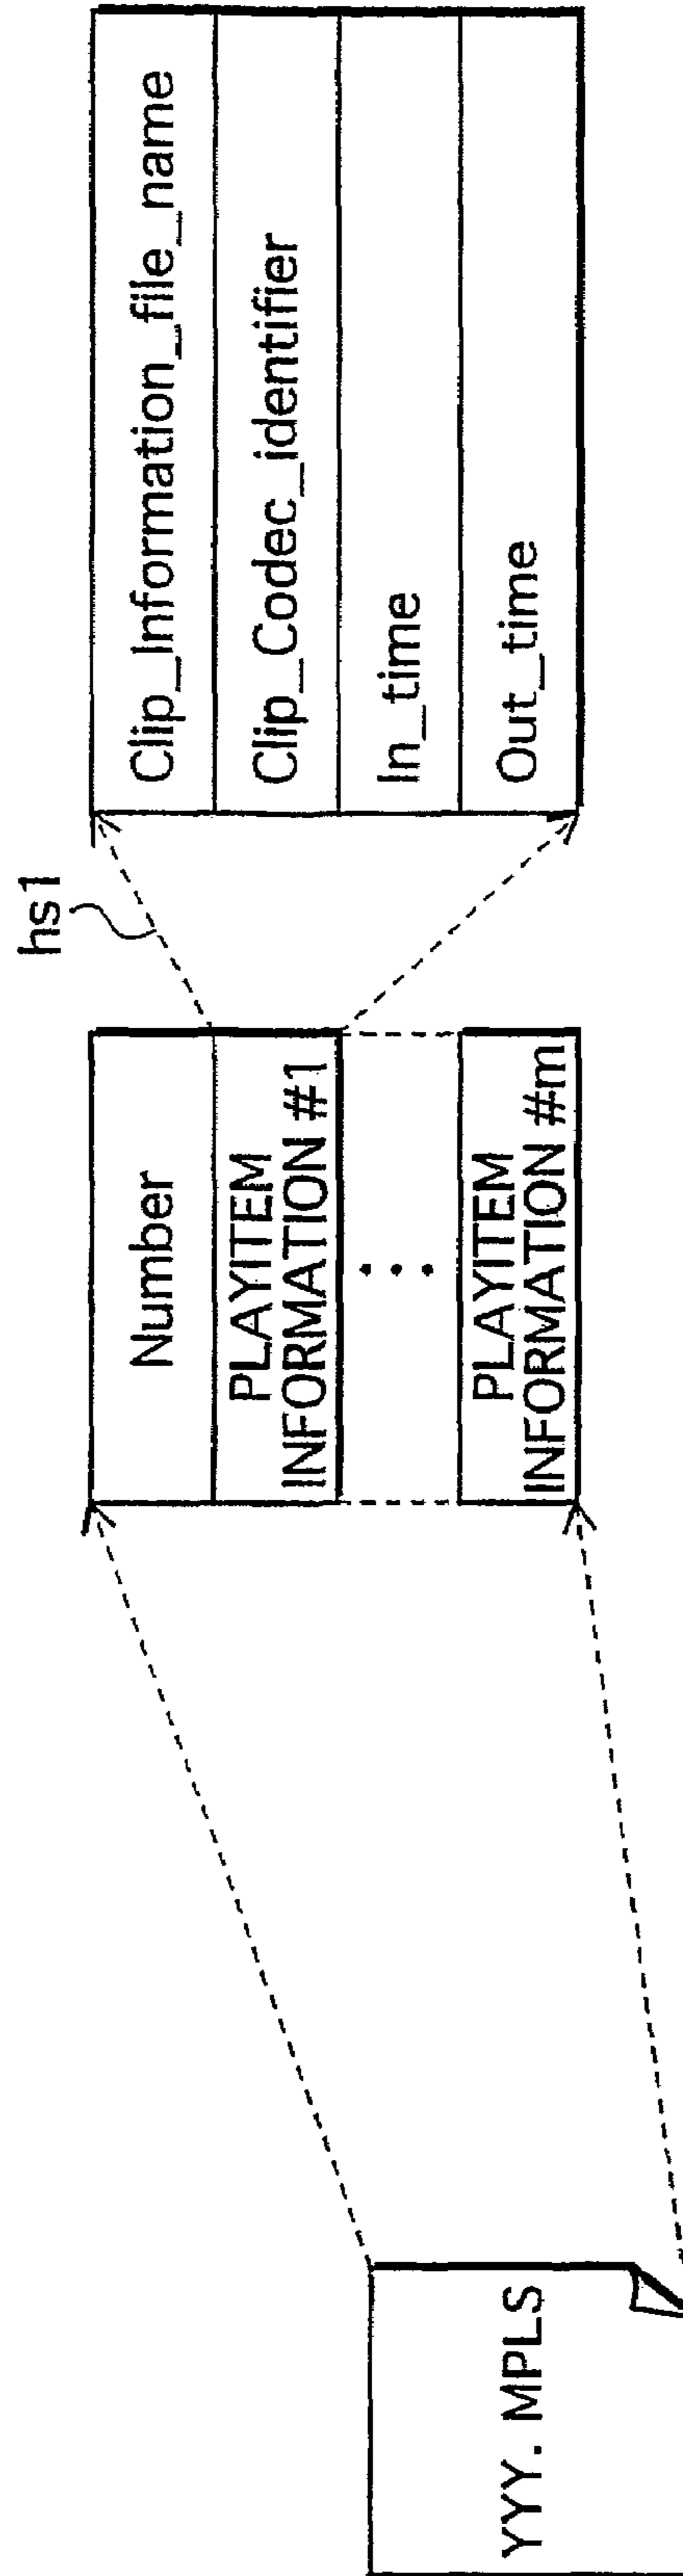 YYY. MPLS
Number
PLAYITEM
INFORMATION #1
...
PLAYITEM
INFORMATION #m
hs1
Clip_Information_file_name
Clip_Codec_identifier
In_time
Out_time